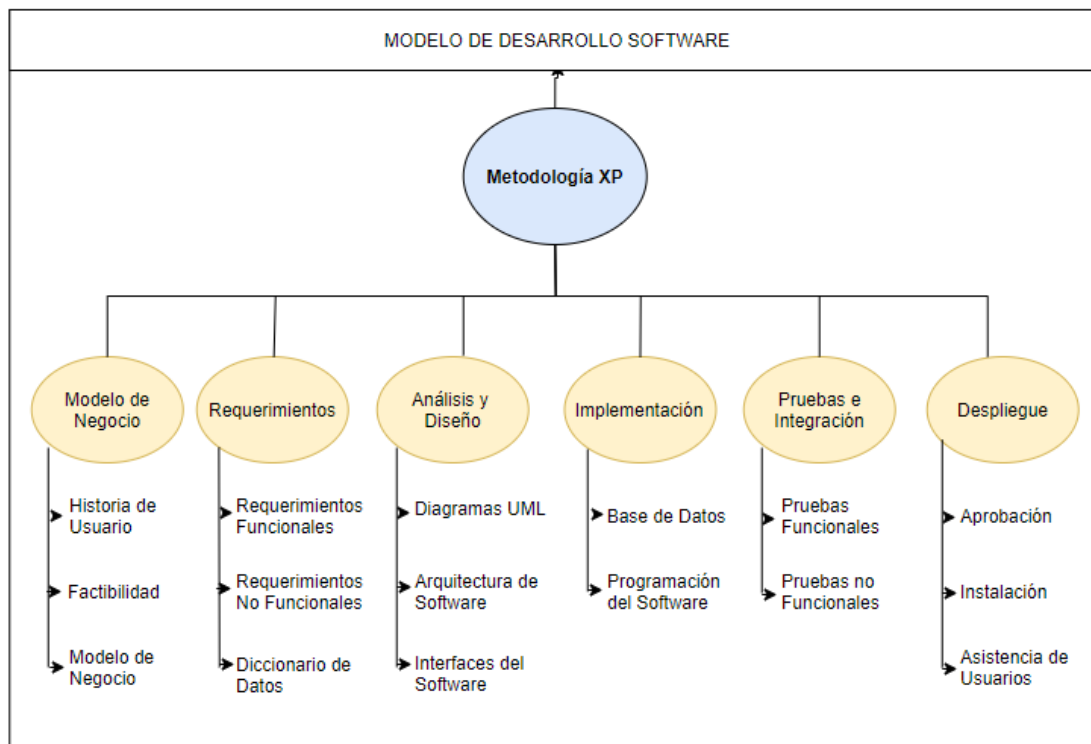 MODELO DE DESARROLLO SOFTWARE
Metodología XP
Modelo de
Negocio
Historia de
Usuario
Factibilidad
Modelo de
Negocio
Requerimientos
Requerimientos
Funcionales
Requerimientos
No Funcionales
Diccionario de
Datos
Análisis y
Diseño
Diagramas UML
Arquitectura de
Software
Interfaces del
Software
Implementación
Base de Datos
Programación
del Software
Pruebas e
Integración
Pruebas
Funcionales
Pruebas no
Funcionales
Despliegue
Aprobación
Instalación
Asistencia de
Usuarios